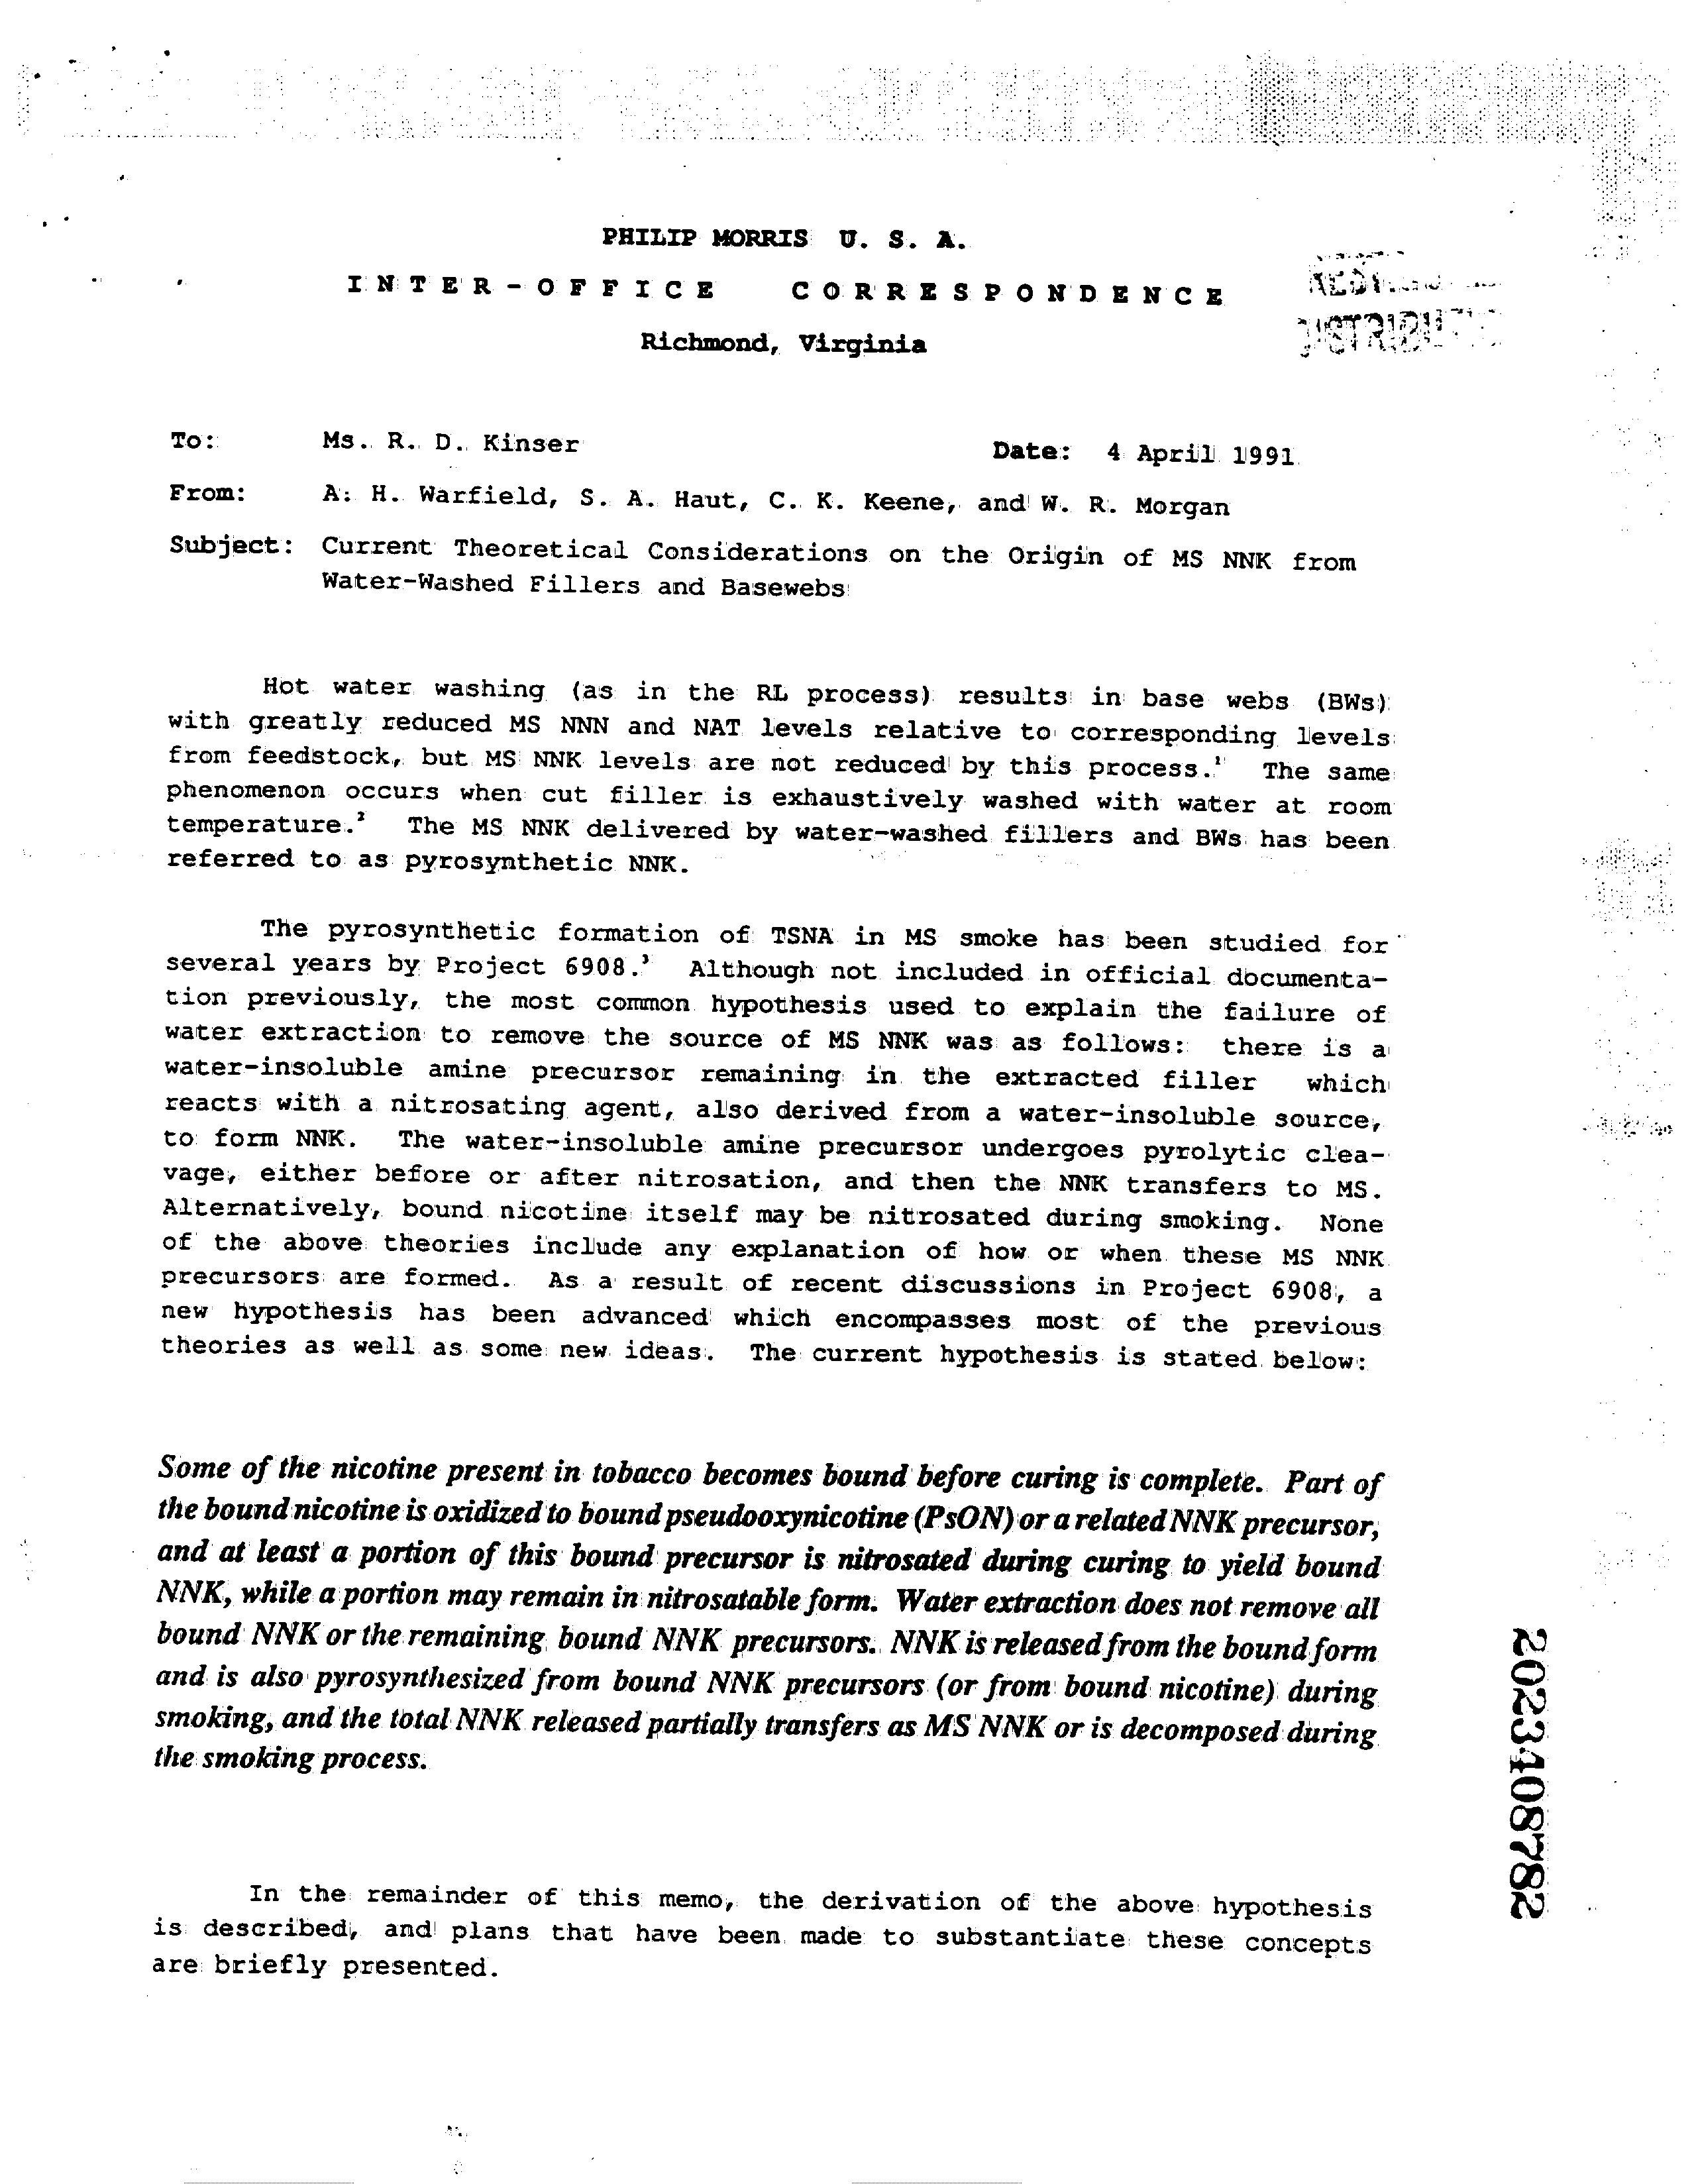 PHILIP MORRIS U. S. A.
INTER-OFFICE CORRESPONDENCE
Richmond, Virginia
To: Ms. R. D. Kinser
Date: 4 April 1991
From: A. H. Warfield, S. A. Haut, C. K. Keene, and W. R. Morgan
Subject: Current Theoretical Considerations on the Origin of MS NNK from
Water-Washed Fillers and Basewebs
Hot water washing (as in the RL process) results in base webs (BWs)
with greatly reduced MS NNN and NAT levels relative to corresponding levels
from feedstock, but MS NNK levels are not reduced by this process.¹ The same
phenomenon occurs when cut filler is exhaustively washed with water at room
temperature.² The MS NNK delivered by water-washed fillers and BWs has been
referred to as pyrosynthetic NNK.
The pyrosynthetic formation of TSNA in MS smoke has been studied for
several years by Project 6908.³ Although not included in official documenta-
tion previously, the most common hypothesis used to explain the failure of
water extraction to remove the source of MS NNK was as follows: there is a
water-insoluble amine precursor remaining in the extracted filler which
reacts with a nitrosating agent, also derived from a water-insoluble source,
to form NNK. The water-insoluble amine precursor undergoes pyrolytic clea-
vage, either before or after nitrosation, and then the NNK transfers to MS.
Alternatively, bound nicotine itself may be nitrosated during smoking. None
of the above theories include any explanation of how or when these MS NNK
precursors are formed. As a result of recent discussions in Project 6908, a
new hypothesis has been advanced which encompasses most of the previous
theories as well as some new ideas. The current hypothesis is stated below:
Some of the nicotine present in tobacco becomes bound before curing is complete. Part of
the bound nicotine is oxidized to bound pseudooxynicotine (PsON) or a related NNK precursor,
and at least a portion of this bound precursor is nitrosated during curing to yield bound
NNK, while a portion may remain in nitrosatable form. Water extraction does not remove all
bound NNK or the remaining bound NNK precursors. NNK is released from the bound form
and is also pyrosynthesized from bound NNK precursors (or from bound nicotine) during
smoking, and the total NNK released partially transfers as MS NNK or is decomposed during
the smoking process.
In the remainder of this memo, the derivation of the above hypothesis
is described, and plans that have been made to substantiate these concepts
are briefly presented.
2023408782